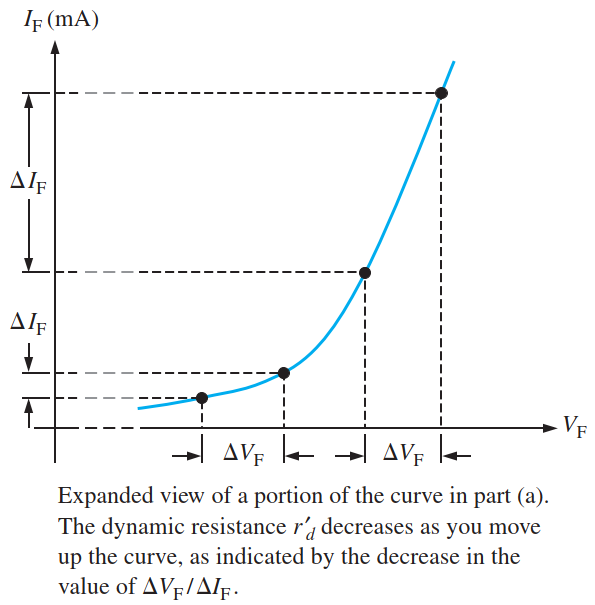 I_F (mA)
ΔI_F
ΔI_F
V_F
ΔV_F ΔV_F
Expanded view of a portion of the curve in part (a).
The dynamic resistance r′_d decreases as you move
up the curve, as indicated by the decrease in the
value of ΔV_F/ΔI_F.